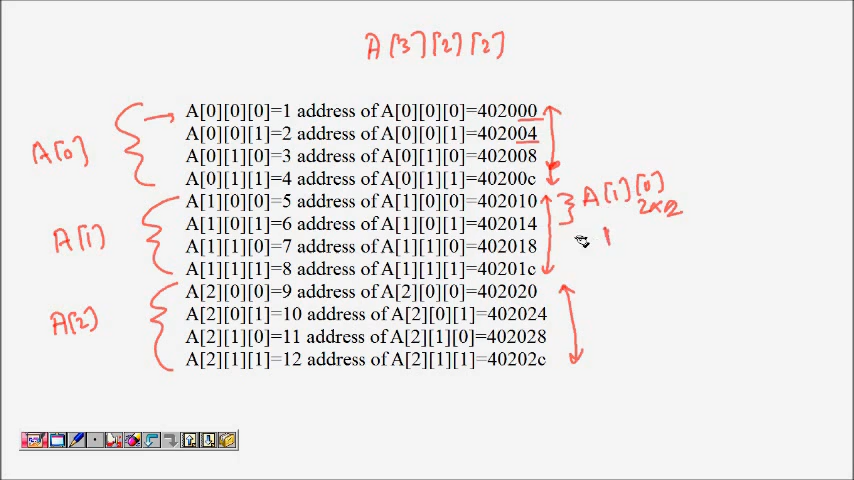 A[3][2][2]
A[0][0][0]=1 address of A[0][0][0]=402000
A[0][0][1]=2 address of A[0][0][1]=402004
A[0]
A[0][1][0]=3 address of A[0][1][0]=402008
A[0][1][1]=4 address of A[0][1][1]=40200c
A[1][0][0]=5 address of A[1][0][0]=402010
A[1][0]
2x2
A[1][0][1]=6 address of A[1][0][1]=402014
A[1]
A[1][1][0]=7 address of A[1][1][0]=402018
A[1][1][1]=8 address of A[1][1][1]=40201c
A[2][0][0]=9 address of A[2][0][0]=402020
A[2]
A[2][0][1]=10 address of A[2][0][1]=402024
A[2][1][0]=11 address of A[2][1][0]=402028
A[2][1][1]=12 address of A[2][1][1]=40202c